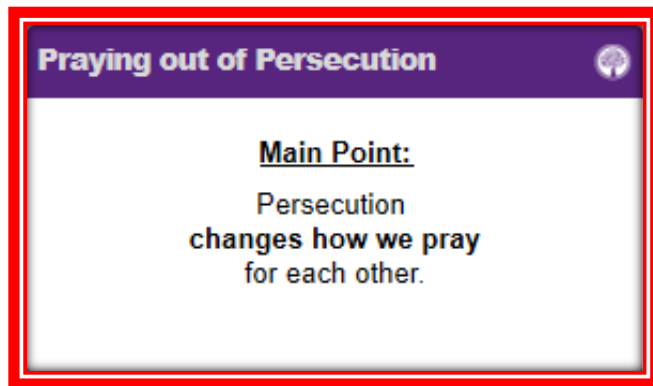 Praying out of Persecution
Main Point:
Persecution
changes how we pray
for each other.